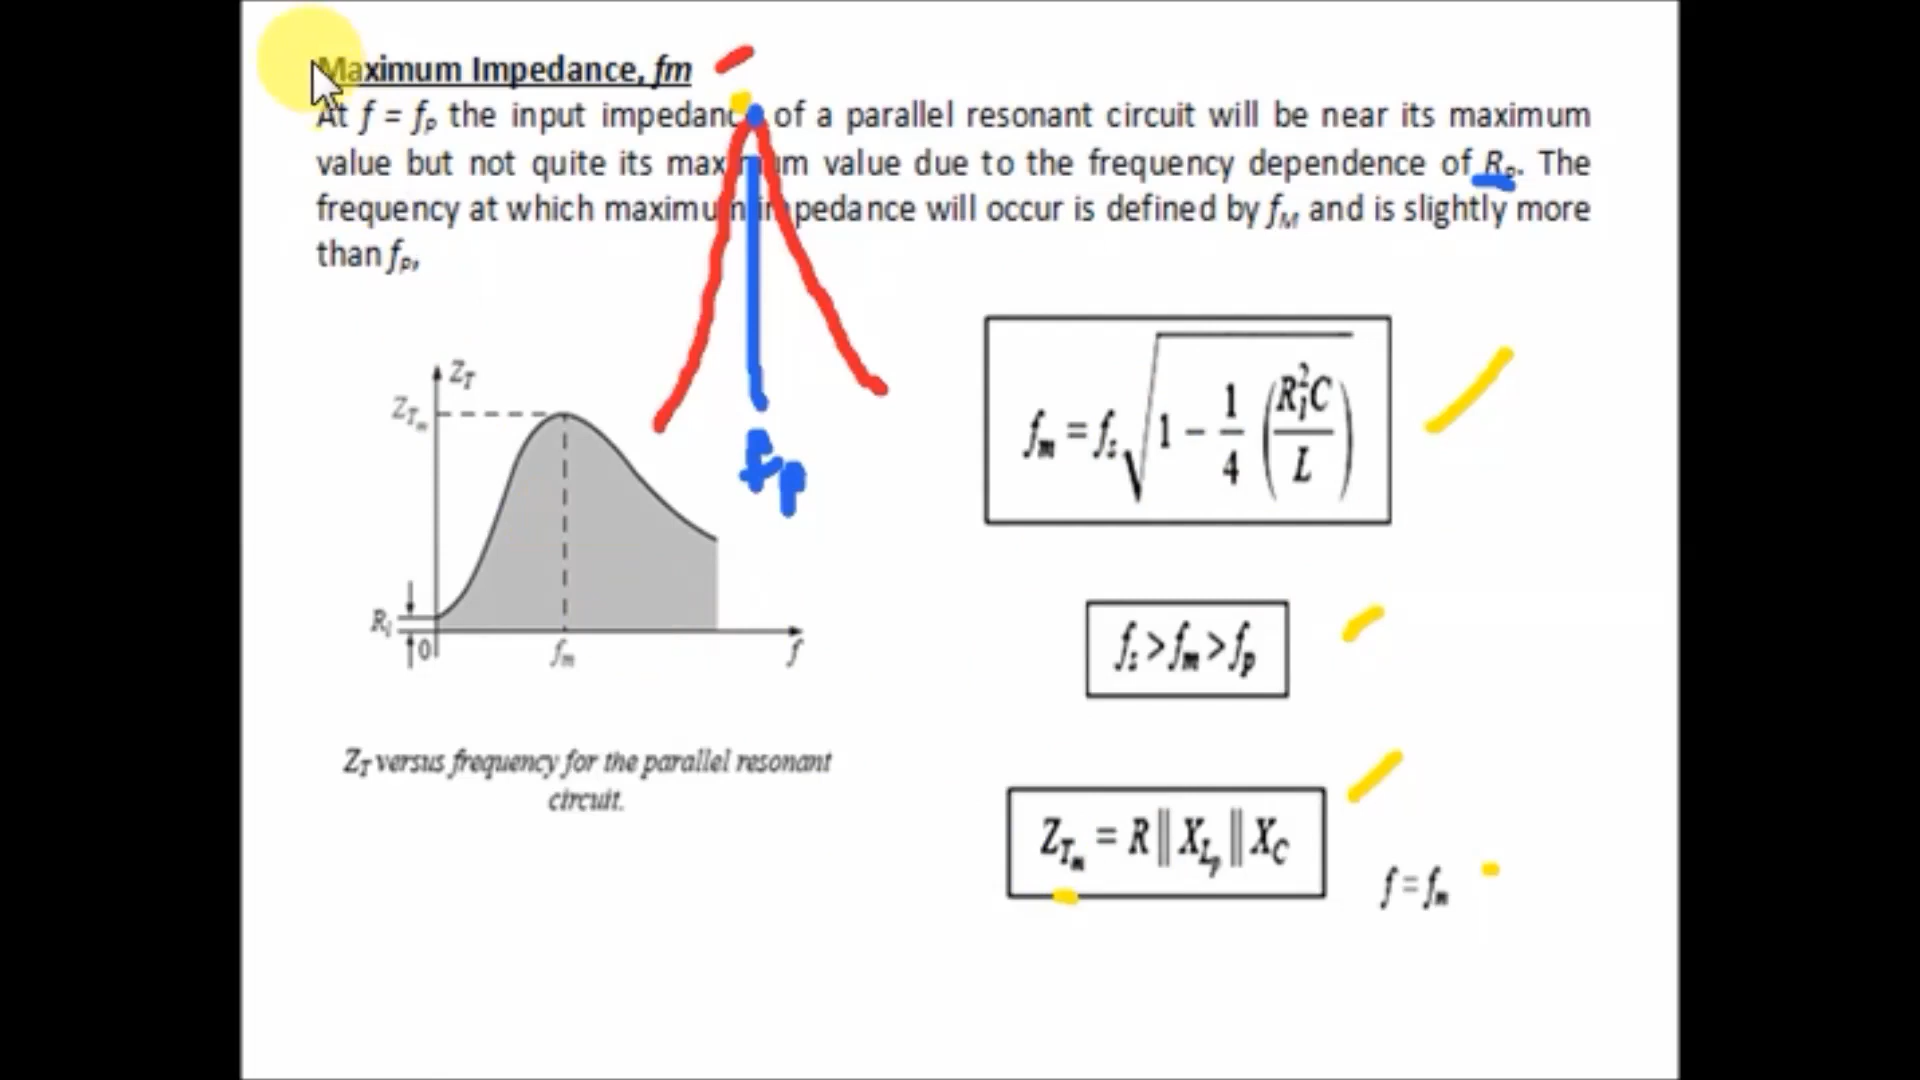 Maximum Impedance, fm
At f = fp the input impedance of a parallel resonant circuit will be near its maximum
value but not quite its maximum value due to the frequency dependence of Rp. The
frequency at which maximum impedance will occur is defined by fM and is slightly more
than fp,
fp
ZT
ZTm
Rl
0
fm
f
ZT versus frequency for the parallel resonant
circuit.
fm = fs√(1 − 1/4 (Rl²C/L))
fs > fm > fp
ZTm = R || XLp || XC
f = fm